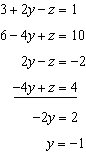 3 + 2y − z = 1
6 − 4y + z = 10
2y − z = −2
−4y + z = 4
−2y = 2
y = −1